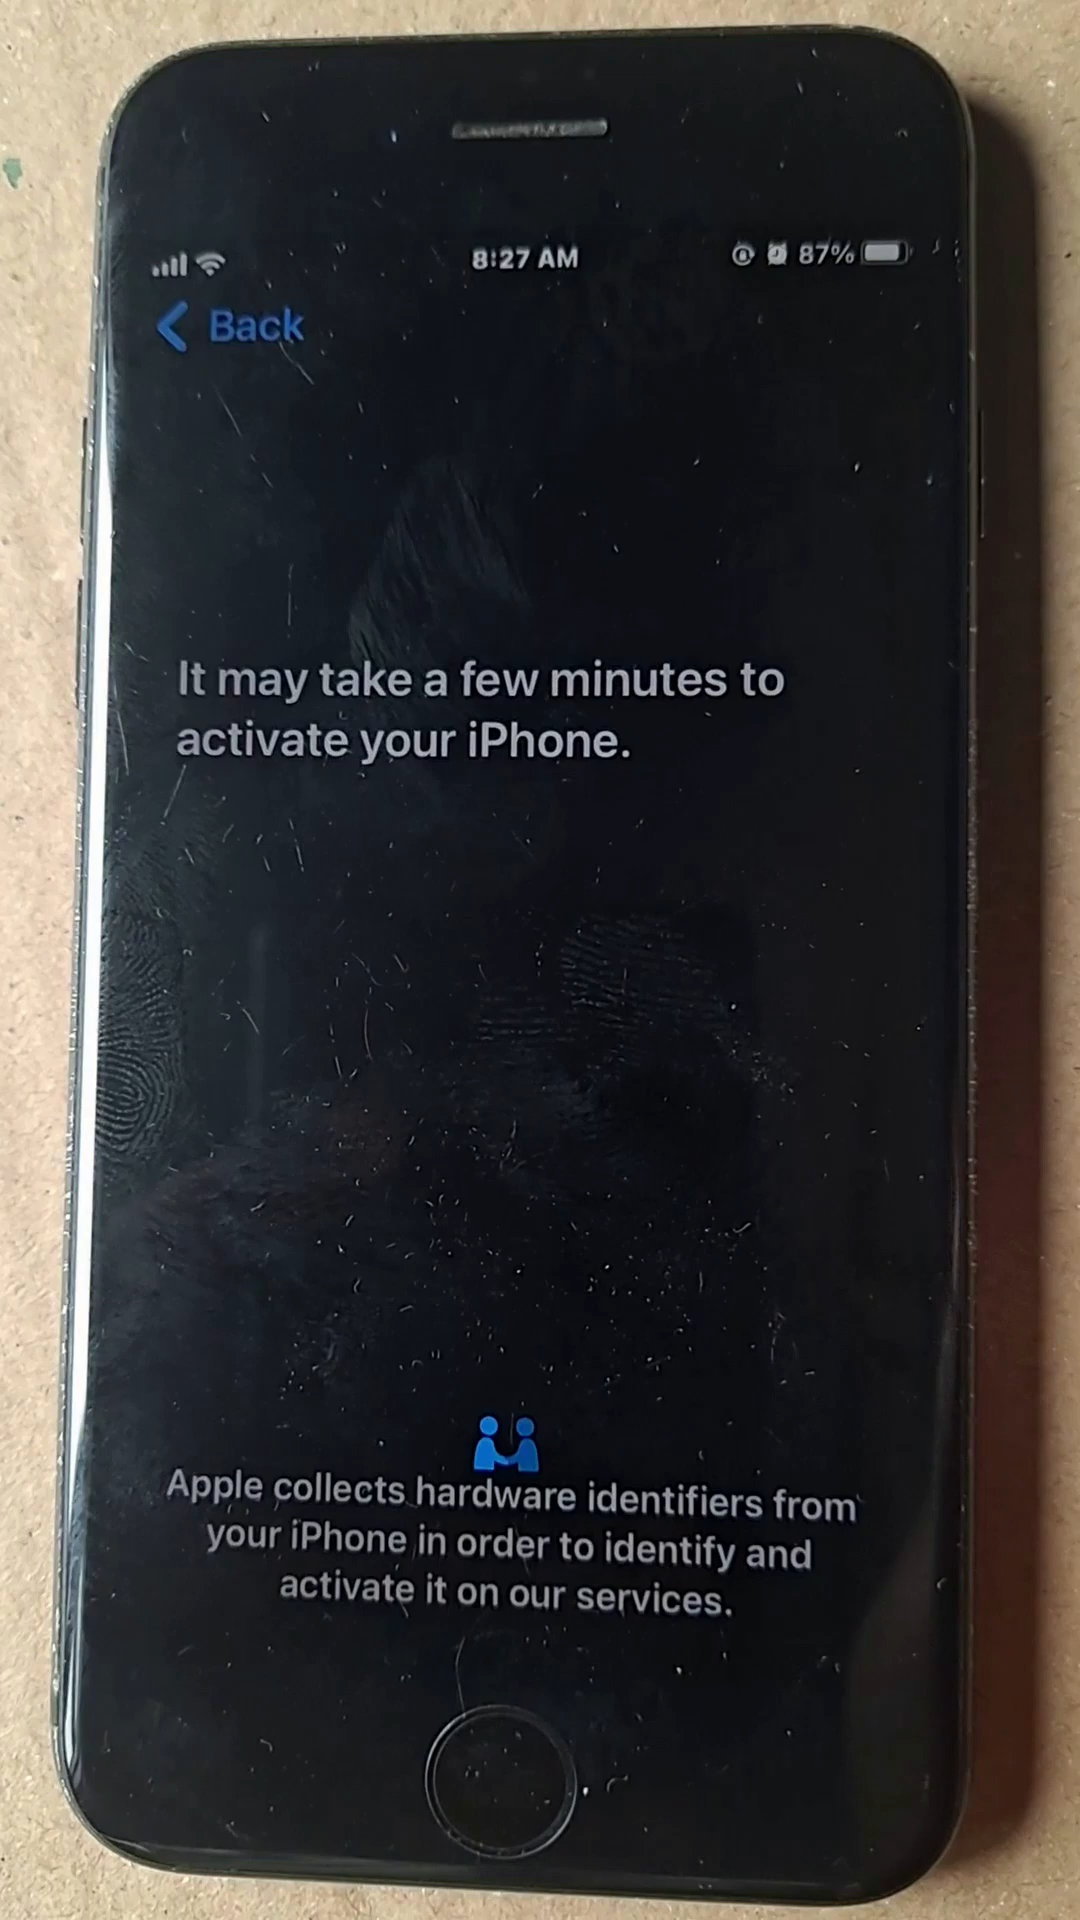 8:27 AM
87%
Back
It may take a few minutes to
activate your iPhone.
Apple collects hardware identifiers from
your iPhone in order to identify and
activate it on our services.